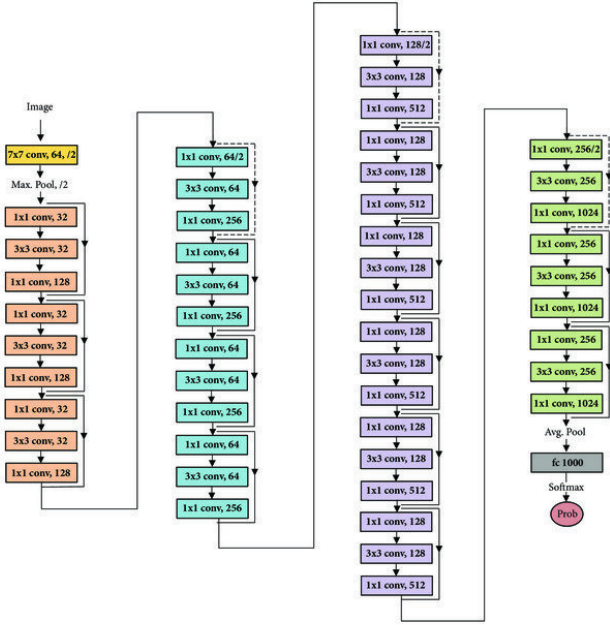 Image
7x7 conv, 64, /2
Max. Pool, /2
1x1 conv, 32
3x3 conv, 32
1x1 conv, 128
1x1 conv, 32
3x3 conv, 32
1x1 conv, 128
1x1 conv, 32
3x3 conv, 32
1x1 conv, 128
1x1 conv, 64/2
3x3 conv, 64
1x1 conv, 256
1x1 conv, 64
3x3 conv, 64
1x1 conv, 256
1x1 conv, 64
3x3 conv, 64
1x1 conv, 256
1x1 conv, 64
3x3 conv, 64
1x1 conv, 256
1x1 conv, 128/2
3x3 conv, 128
1x1 conv, 512
1x1 conv, 128
3x3 conv, 128
1x1 conv, 512
1x1 conv, 128
3x3 conv, 128
1x1 conv, 512
1x1 conv, 128
3x3 conv, 128
1x1 conv, 512
1x1 conv, 128
3x3 conv, 128
1x1 conv, 512
1x1 conv, 128
3x3 conv, 128
1x1 conv, 512
1x1 conv, 256/2
3x3 conv, 256
1x1 conv, 1024
1x1 conv, 256
3x3 conv, 256
1x1 conv, 1024
1x1 conv, 256
3x3 conv, 256
1x1 conv, 1024
Avg. Pool
fc 1000
Softmax
Prob